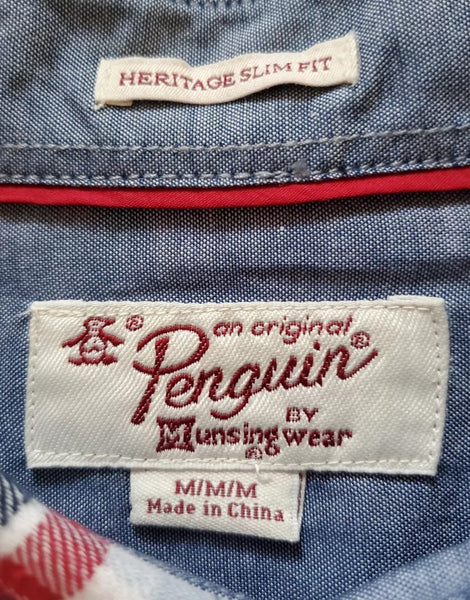 HERITAGE SLIM FIT
an original
Penguin®
BY
Munsingwear®
M/M/M
Made in China